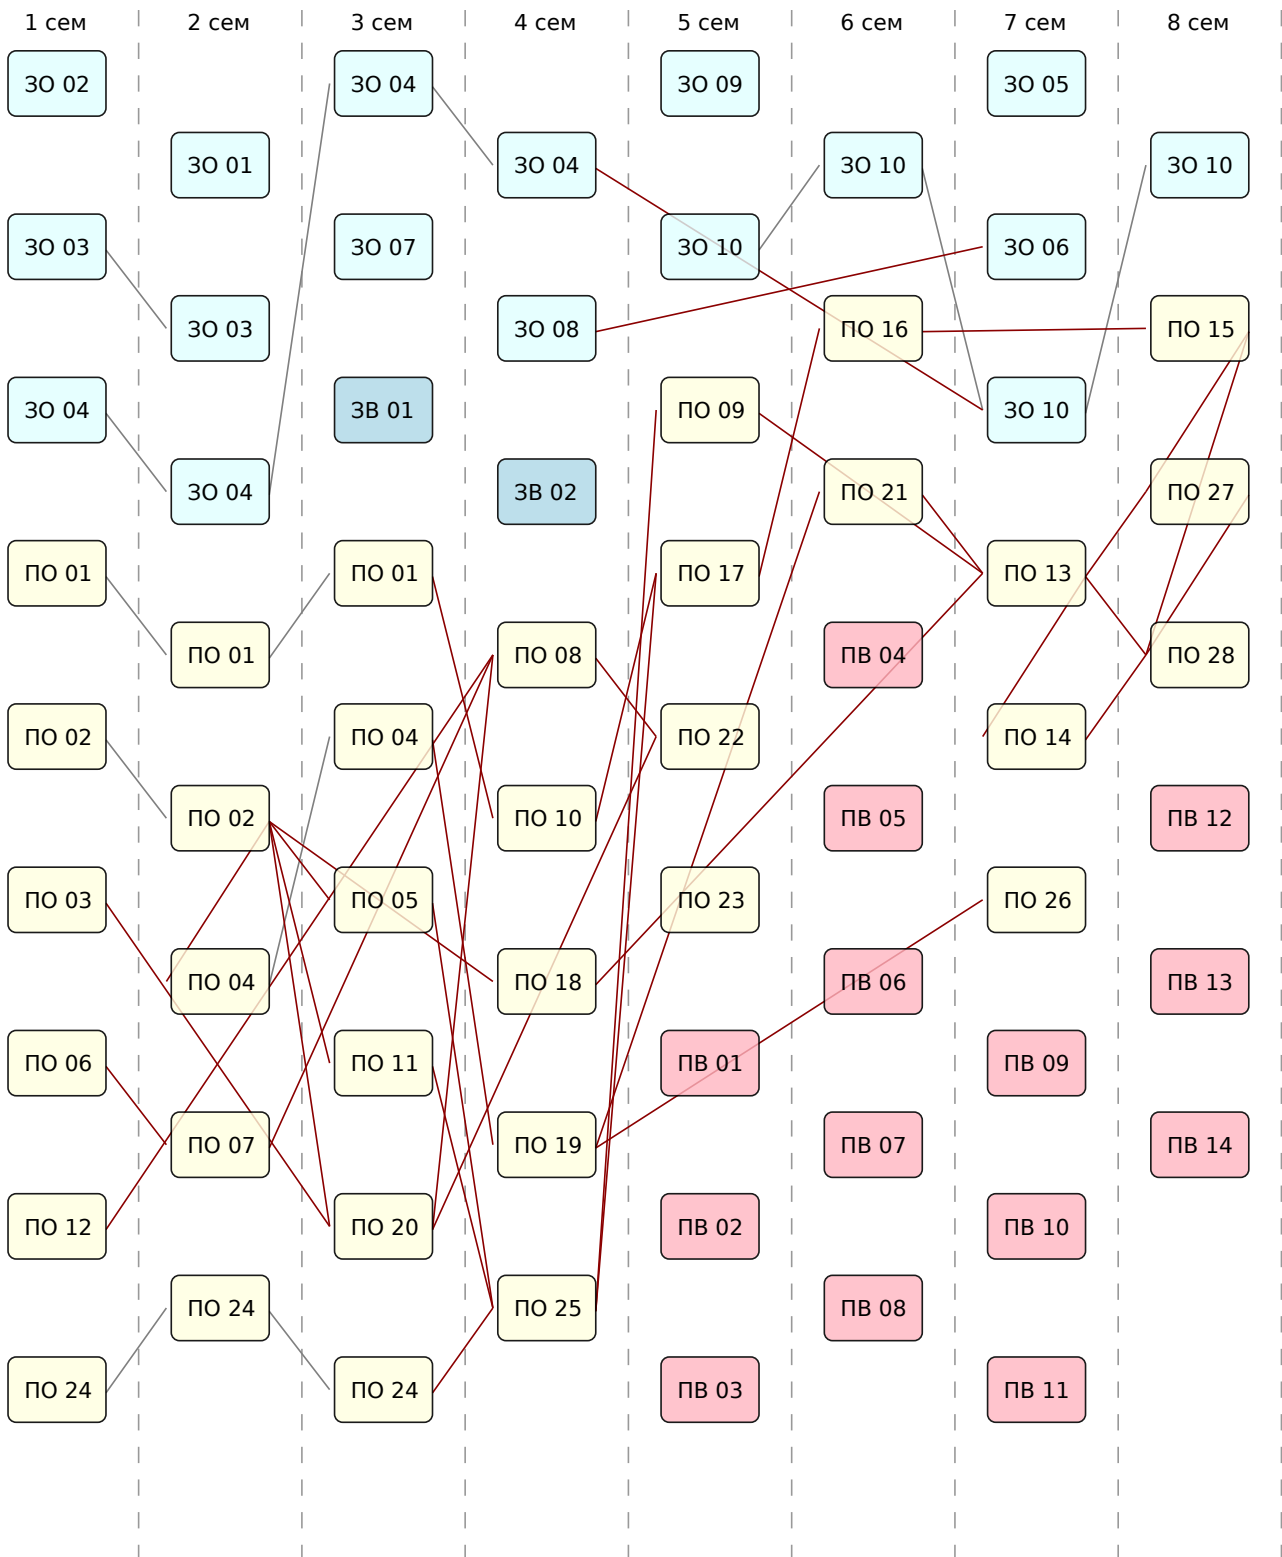 1 сем 2 сем 3 сем 4 сем 5 сем 6 сем 7 сем 8 сем
ЗО 02 ЗО 04 ЗО 09 ЗО 05
ЗО 01 ЗО 04 ЗО 10 ЗО 10
ЗО 03 ЗО 07 ЗО 10 ЗО 06
ЗО 03 ЗО 08 ПО 16 ПО 15
ЗО 04 ЗВ 01 ПО 09 ЗО 10
ЗО 04 ЗВ 02 ПО 21 ПО 27
ПО 01 ПО 01 ПО 17 ПО 13
ПО 01 ПО 08 ПВ 04 ПО 28
ПО 02 ПО 04 ПО 22 ПО 14
ПО 02 ПО 10 ПВ 05 ПВ 12
ПО 03 ПО 05 ПО 23 ПО 26
ПО 04 ПО 18 ПВ 06 ПВ 13
ПО 06 ПО 11 ПВ 01 ПВ 09
ПО 07 ПО 19 ПВ 07 ПВ 14
ПО 12 ПО 20 ПВ 02 ПВ 10
ПО 24 ПО 25 ПВ 08
ПО 24 ПО 24 ПВ 03 ПВ 11